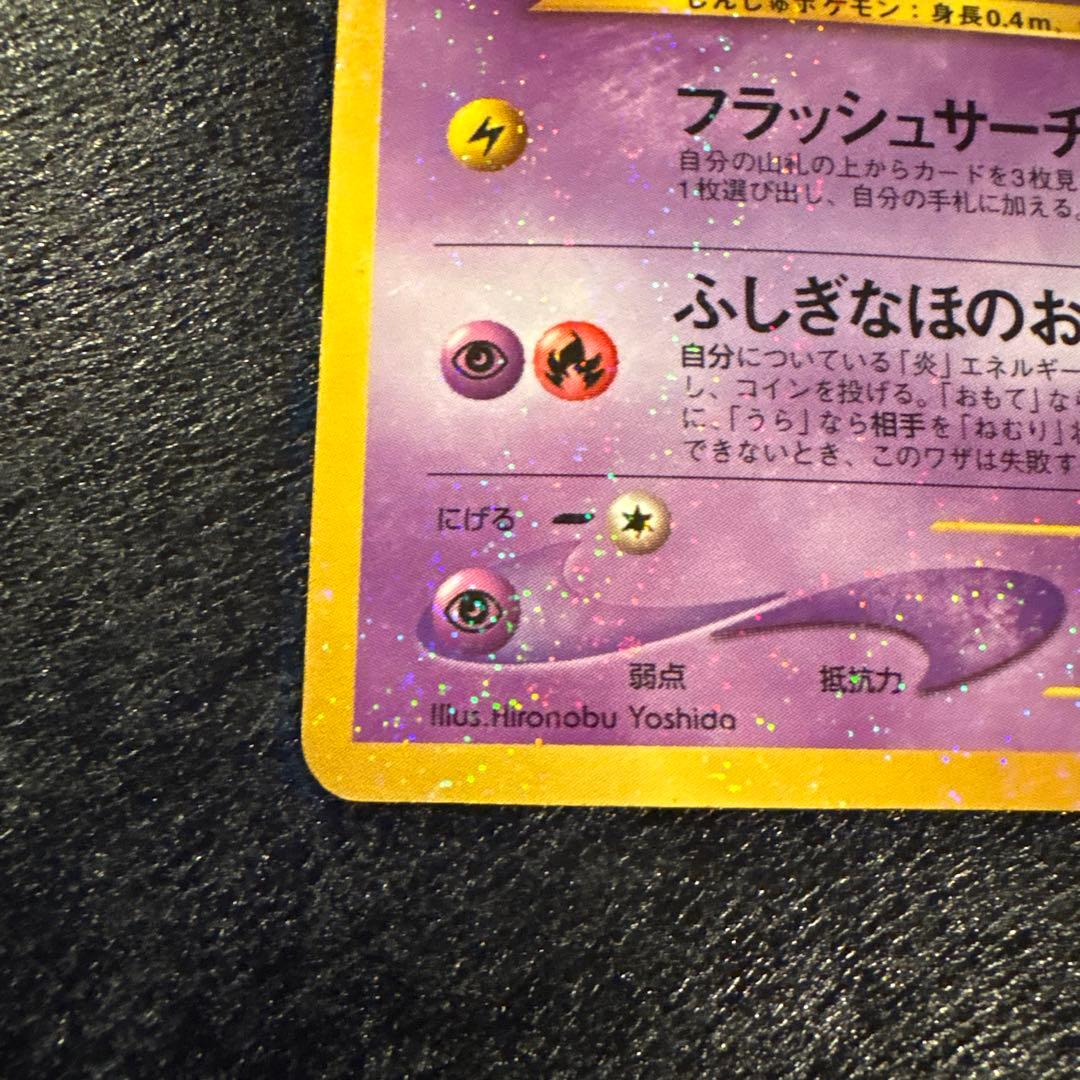 しんしゅポケモン：身長0.4m、
フラッシュサーチ
自分の山札の上からカードを3枚見
1枚選び出し、自分の手札に加える。
ふしぎなほのお
自分についている「炎」エネルギー
し、コインを投げる。「おもて」なら
に、「うら」なら相手を「ねむり」状
できないとき、このワザは失敗す
にげる
弱点
抵抗力
Illus.Hironobu Yoshida